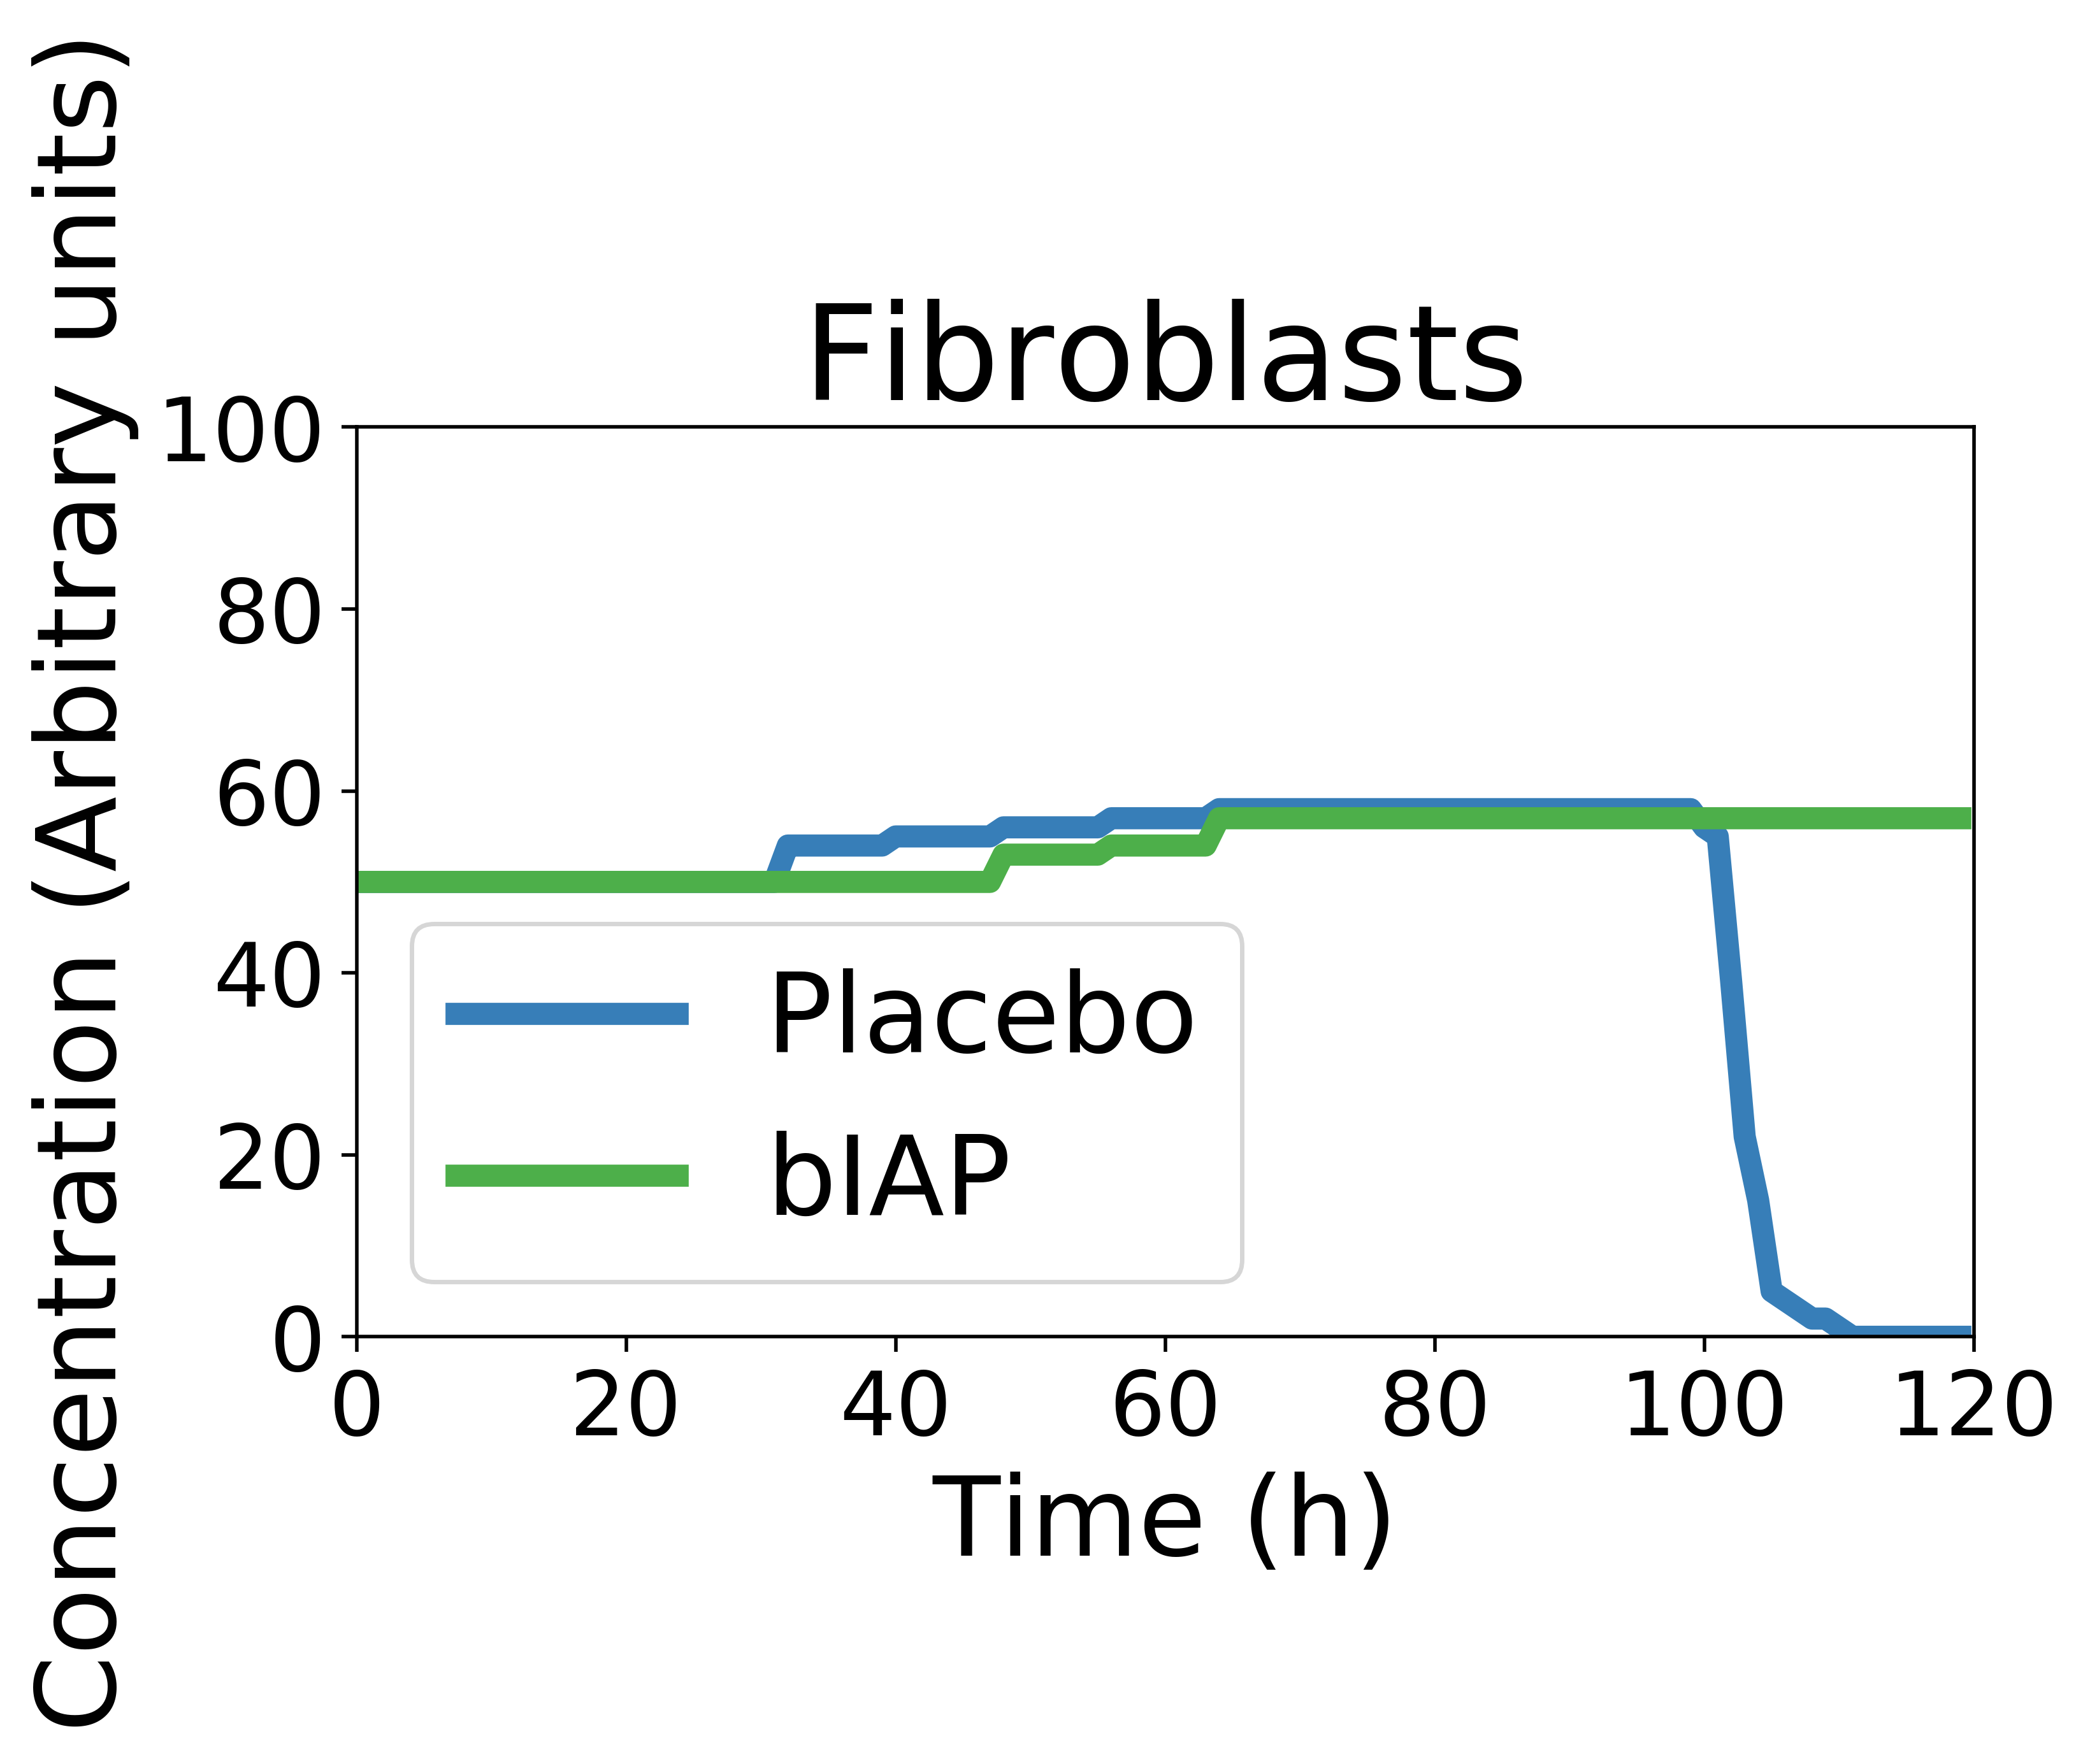 Fibroblasts
Concentration (Arbitrary units)
100
80
60
40
20
0
Placebo
bIAP
0 20 40 60 80 100 120
Time (h)